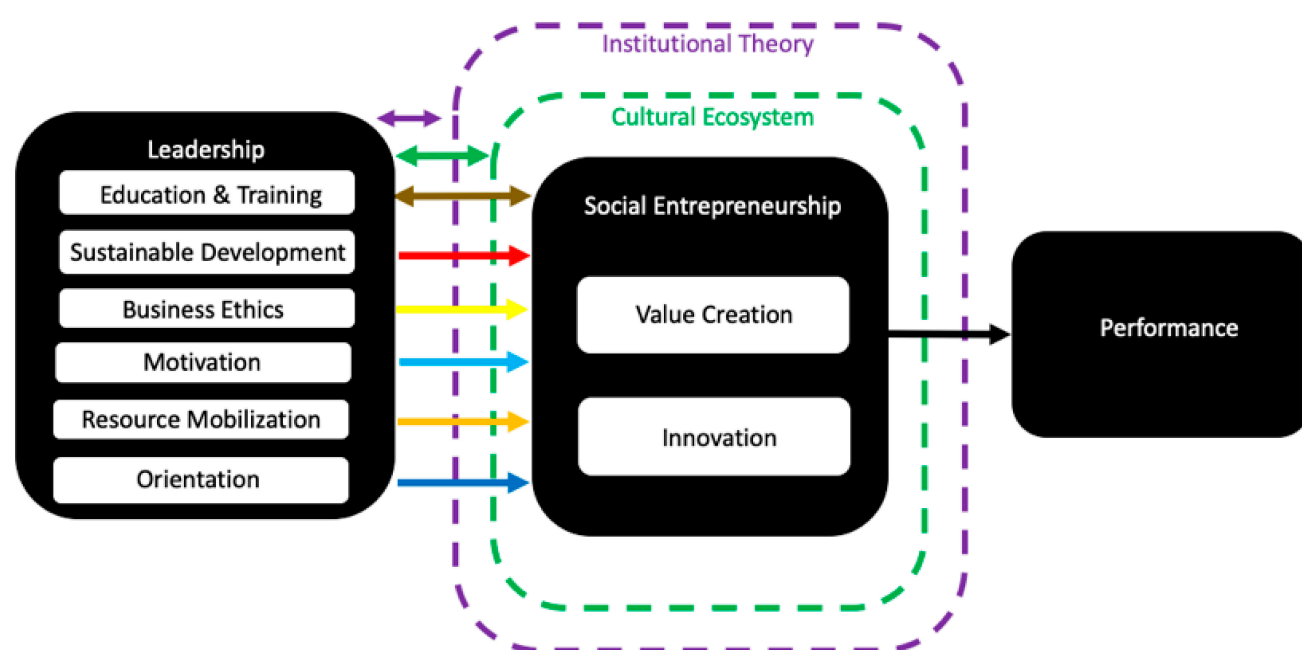 Institutional Theory
Cultural Ecosystem
Leadership
Education & Training
Sustainable Development
Business Ethics
Motivation
Resource Mobilization
Orientation
Social Entrepreneurship
Value Creation
Innovation
Performance